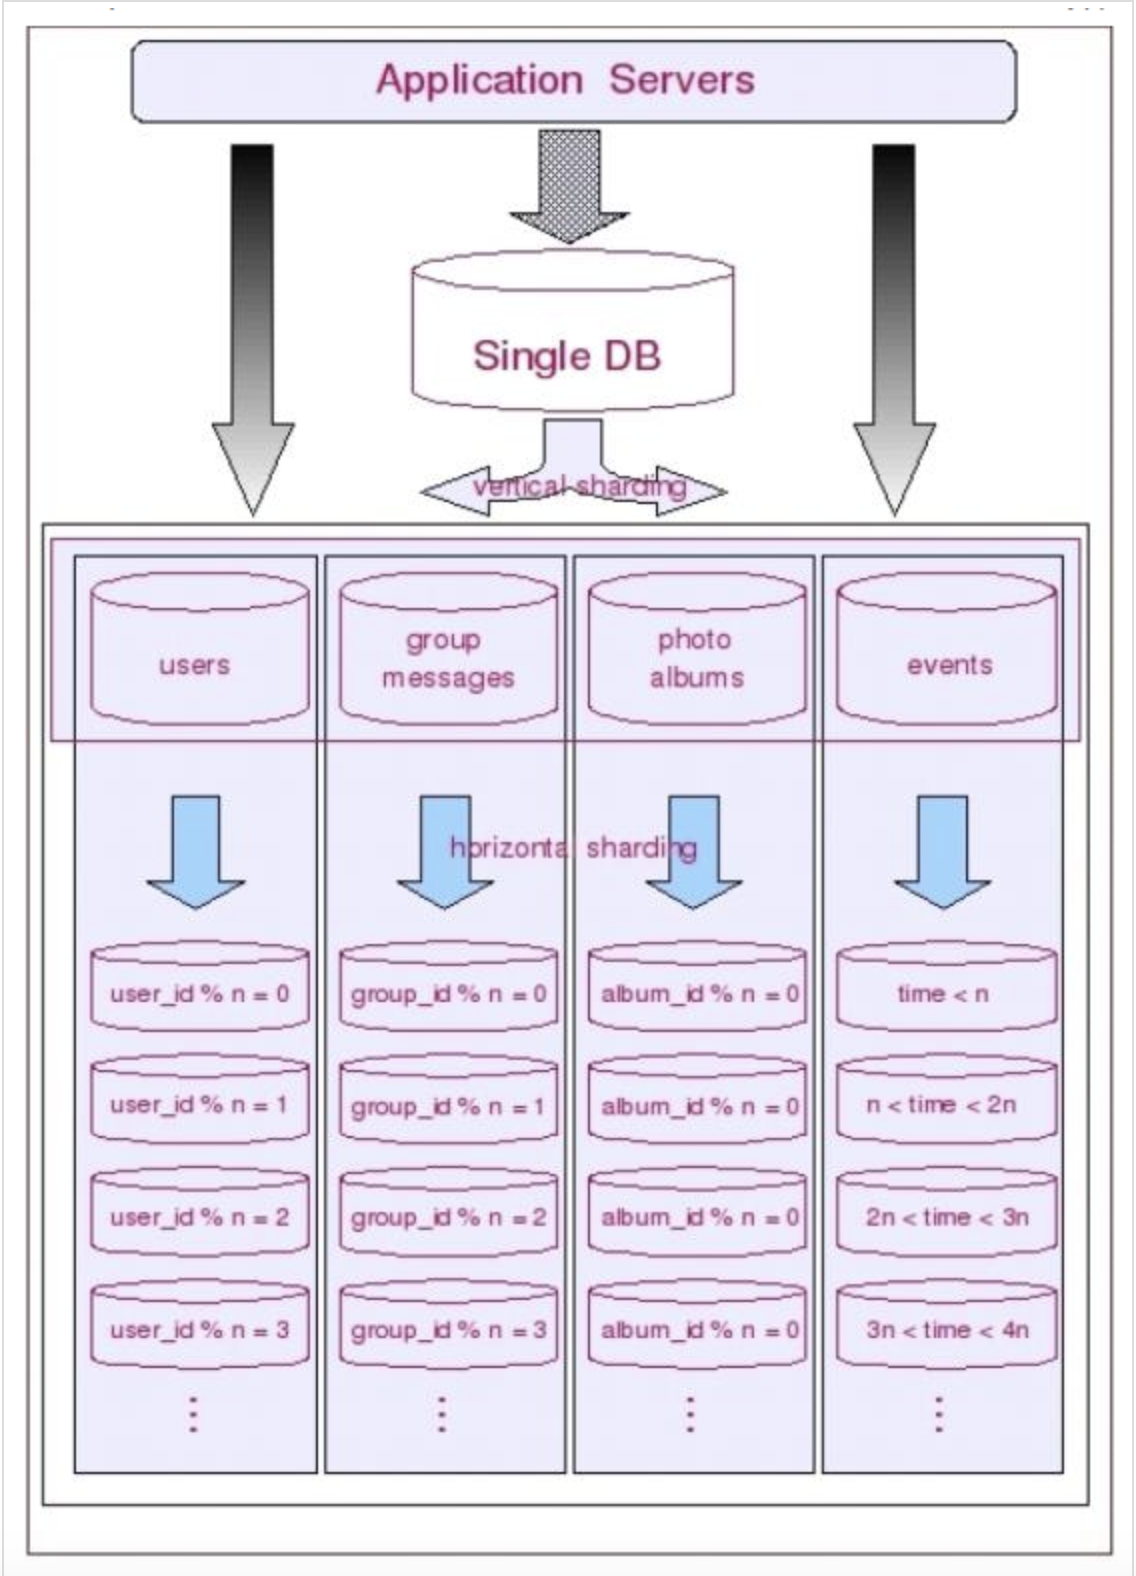 Application Servers
Single DB
vertical sharding
users
group
messages
photo
albums
events
horizontal sharding
user_id % n = 0
group_id % n = 0
album_id % n = 0
time < n
user_id % n = 1
group_id % n = 1
album_id % n = 0
n < time < 2n
user_id % n = 2
group_id % n = 2
album_id % n = 0
2n < time < 3n
user_id % n = 3
group_id % n = 3
album_id % n = 0
3n < time < 4n